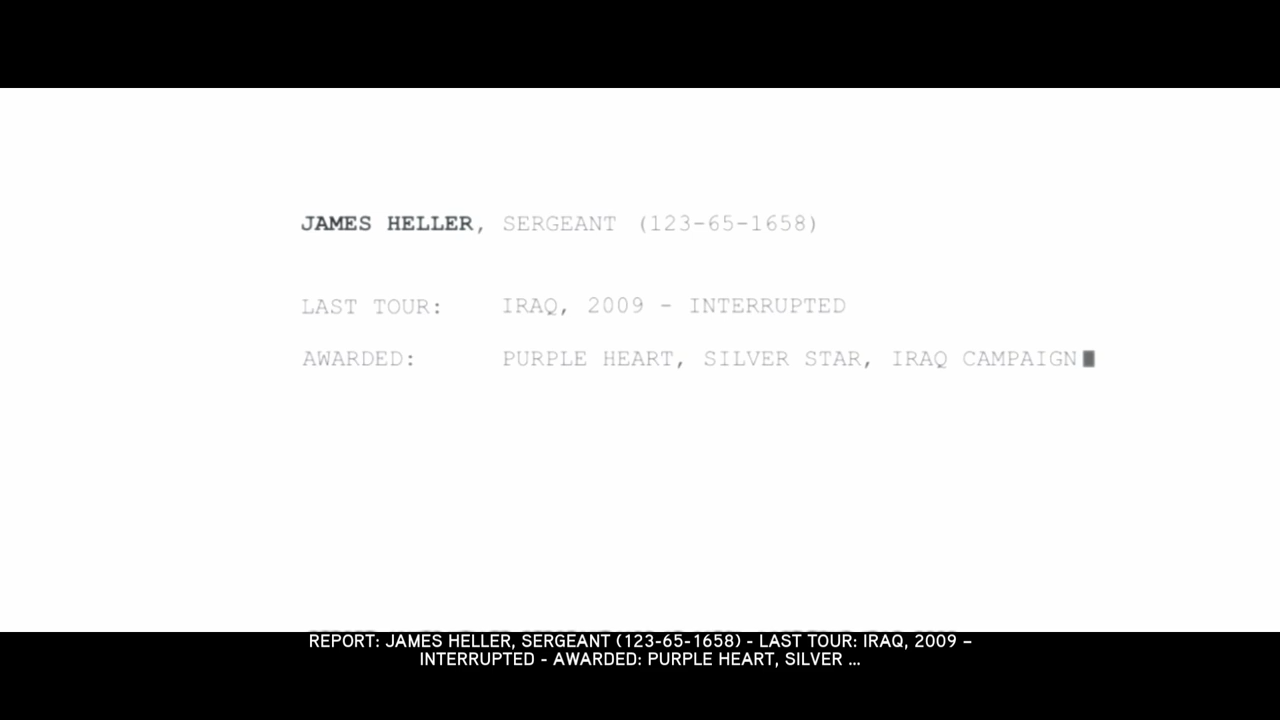 JAMES HELLER, SERGEANT (123-65-1658)
LAST TOUR: IRAQ, 2009 - INTERRUPTED
AWARDED: PURPLE HEART, SILVER STAR, IRAQ CAMPAIGN
REPORT: JAMES HELLER, SERGEANT (123-65-1658) - LAST TOUR: IRAQ, 2009 –
INTERRUPTED - AWARDED: PURPLE HEART, SILVER ...